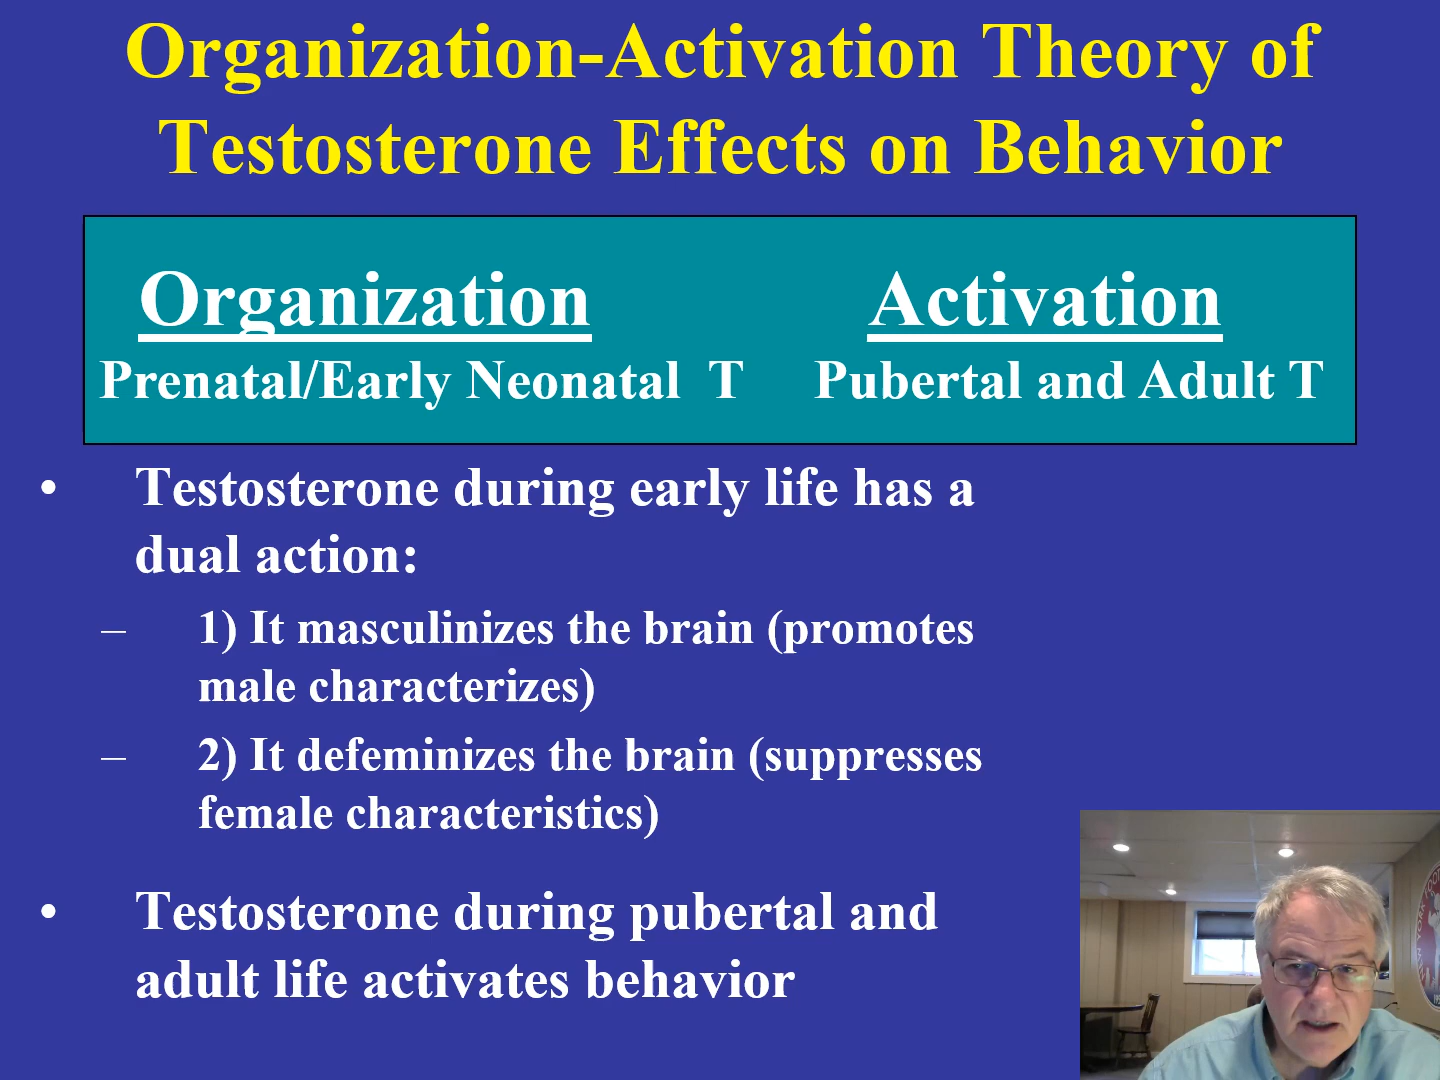 Organization-Activation Theory of
Testosterone Effects on Behavior
Organization Activation
Prenatal/Early Neonatal T Pubertal and Adult T
• Testosterone during early life has a
dual action:
– 1) It masculinizes the brain (promotes
male characterizes)
– 2) It defeminizes the brain (suppresses
female characteristics)
• Testosterone during pubertal and
adult life activates behavior